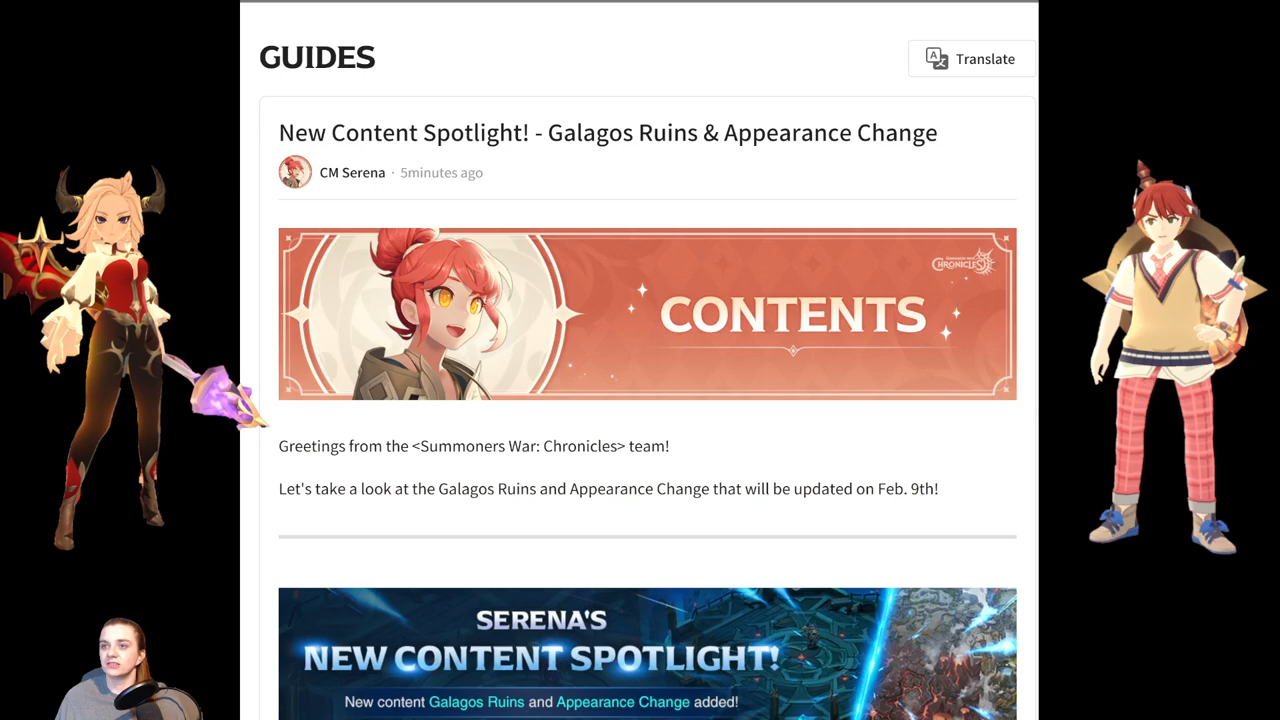 GUIDES
Translate
New Content Spotlight! - Galagos Ruins & Appearance Change
CM Serena · 5minutes ago
CHRONICLES
CONTENTS
Greetings from the <Summoners War: Chronicles> team!
Let's take a look at the Galagos Ruins and Appearance Change that will be updated on Feb. 9th!
SERENA'S
NEW CONTENT SPOTLIGHT!
New content Galagos Ruins and Appearance Change added!